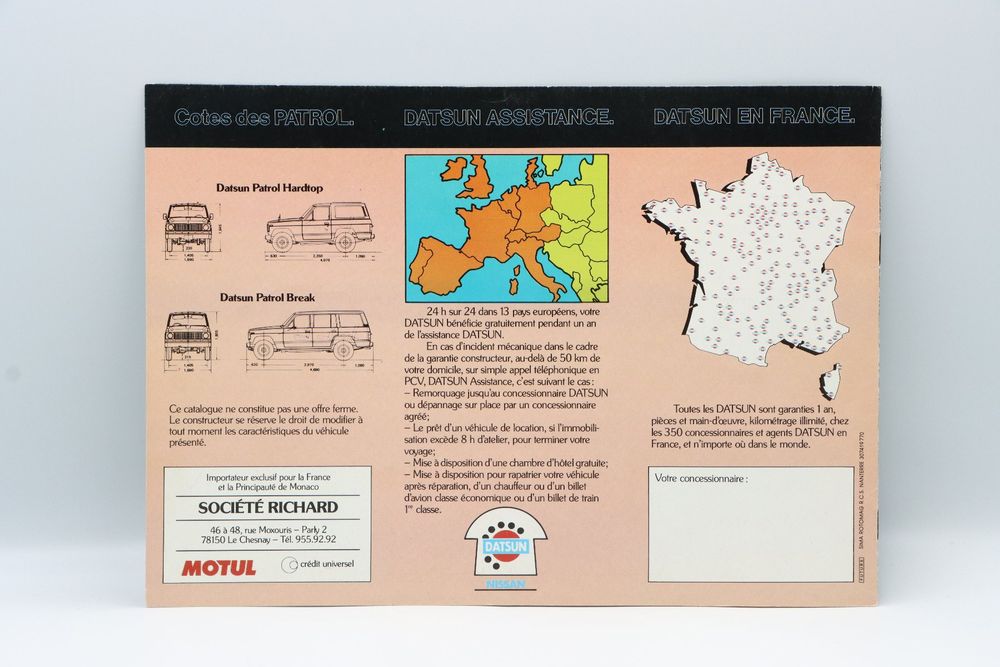 Cotes des PATROL.
Datsun Patrol Hardtop
Datsun Patrol Break
Ce catalogue ne constitue pas une offre ferme.
Le constructeur se réserve le droit de modifier à
tout moment les caractéristiques du véhicule
présenté.
Importateur exclusif pour la France
et la Principauté de Monaco
SOCIÉTÉ RICHARD
46 à 48, rue Moxouris – Parly 2
78150 Le Chesnay – Tél. 955.92.92
MOTUL
crédit universel
DATSUN ASSISTANCE.
24 h sur 24 dans 13 pays européens, votre
DATSUN bénéficie gratuitement pendant un an
de l'assistance DATSUN.
En cas d'incident mécanique dans le cadre
de la garantie constructeur, au-delà de 50 km de
votre domicile, sur simple appel téléphonique en
PCV, DATSUN Assistance, c'est suivant le cas :
– Remorquage jusqu'au concessionnaire DATSUN
ou dépannage sur place par un concessionnaire
agréé;
– Le prêt d'un véhicule de location, si l'immobili-
sation excède 8 h d'atelier, pour terminer votre
voyage;
– Mise à disposition d'une chambre d'hôtel gratuite;
– Mise à disposition pour rapatrier votre véhicule
après réparation, d'un chauffeur ou d'un billet
d'avion classe économique ou d'un billet de train
1re classe.
DATSUN
NISSAN
DATSUN EN FRANCE.
Toutes les DATSUN sont garanties 1 an,
pièces et main-d'œuvre, kilométrage illimité, chez
les 350 concessionnaires et agents DATSUN en
France, et n'importe où dans le monde.
Votre concessionnaire :
FUTURS SIMA ROTOMAG R.C.S. NANTERRE 307419770